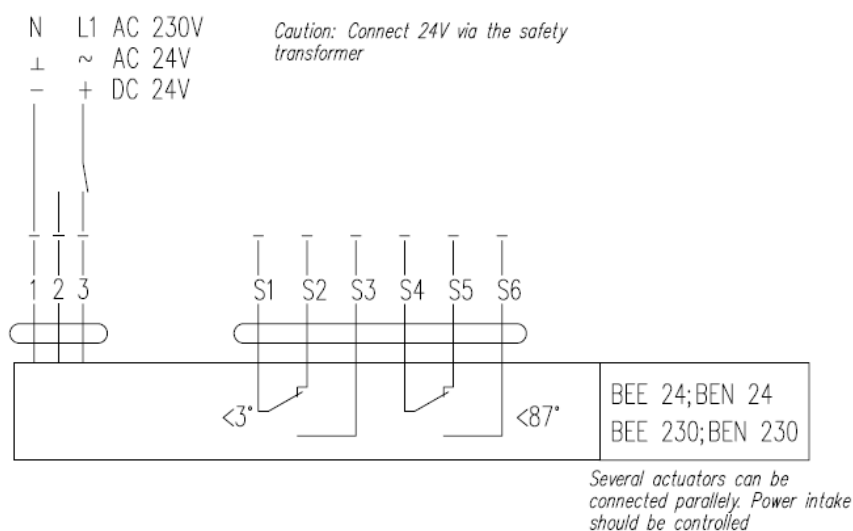 N L1 AC 230V
⊥ ~ AC 24V
− + DC 24V
Caution: Connect 24V via the safety
transformer
1 2 3 S1 S2 S3 S4 S5 S6
<3° <87°
BEE 24;BEN 24
BEE 230;BEN 230
Several actuators can be
connected parallely. Power intake
should be controlled